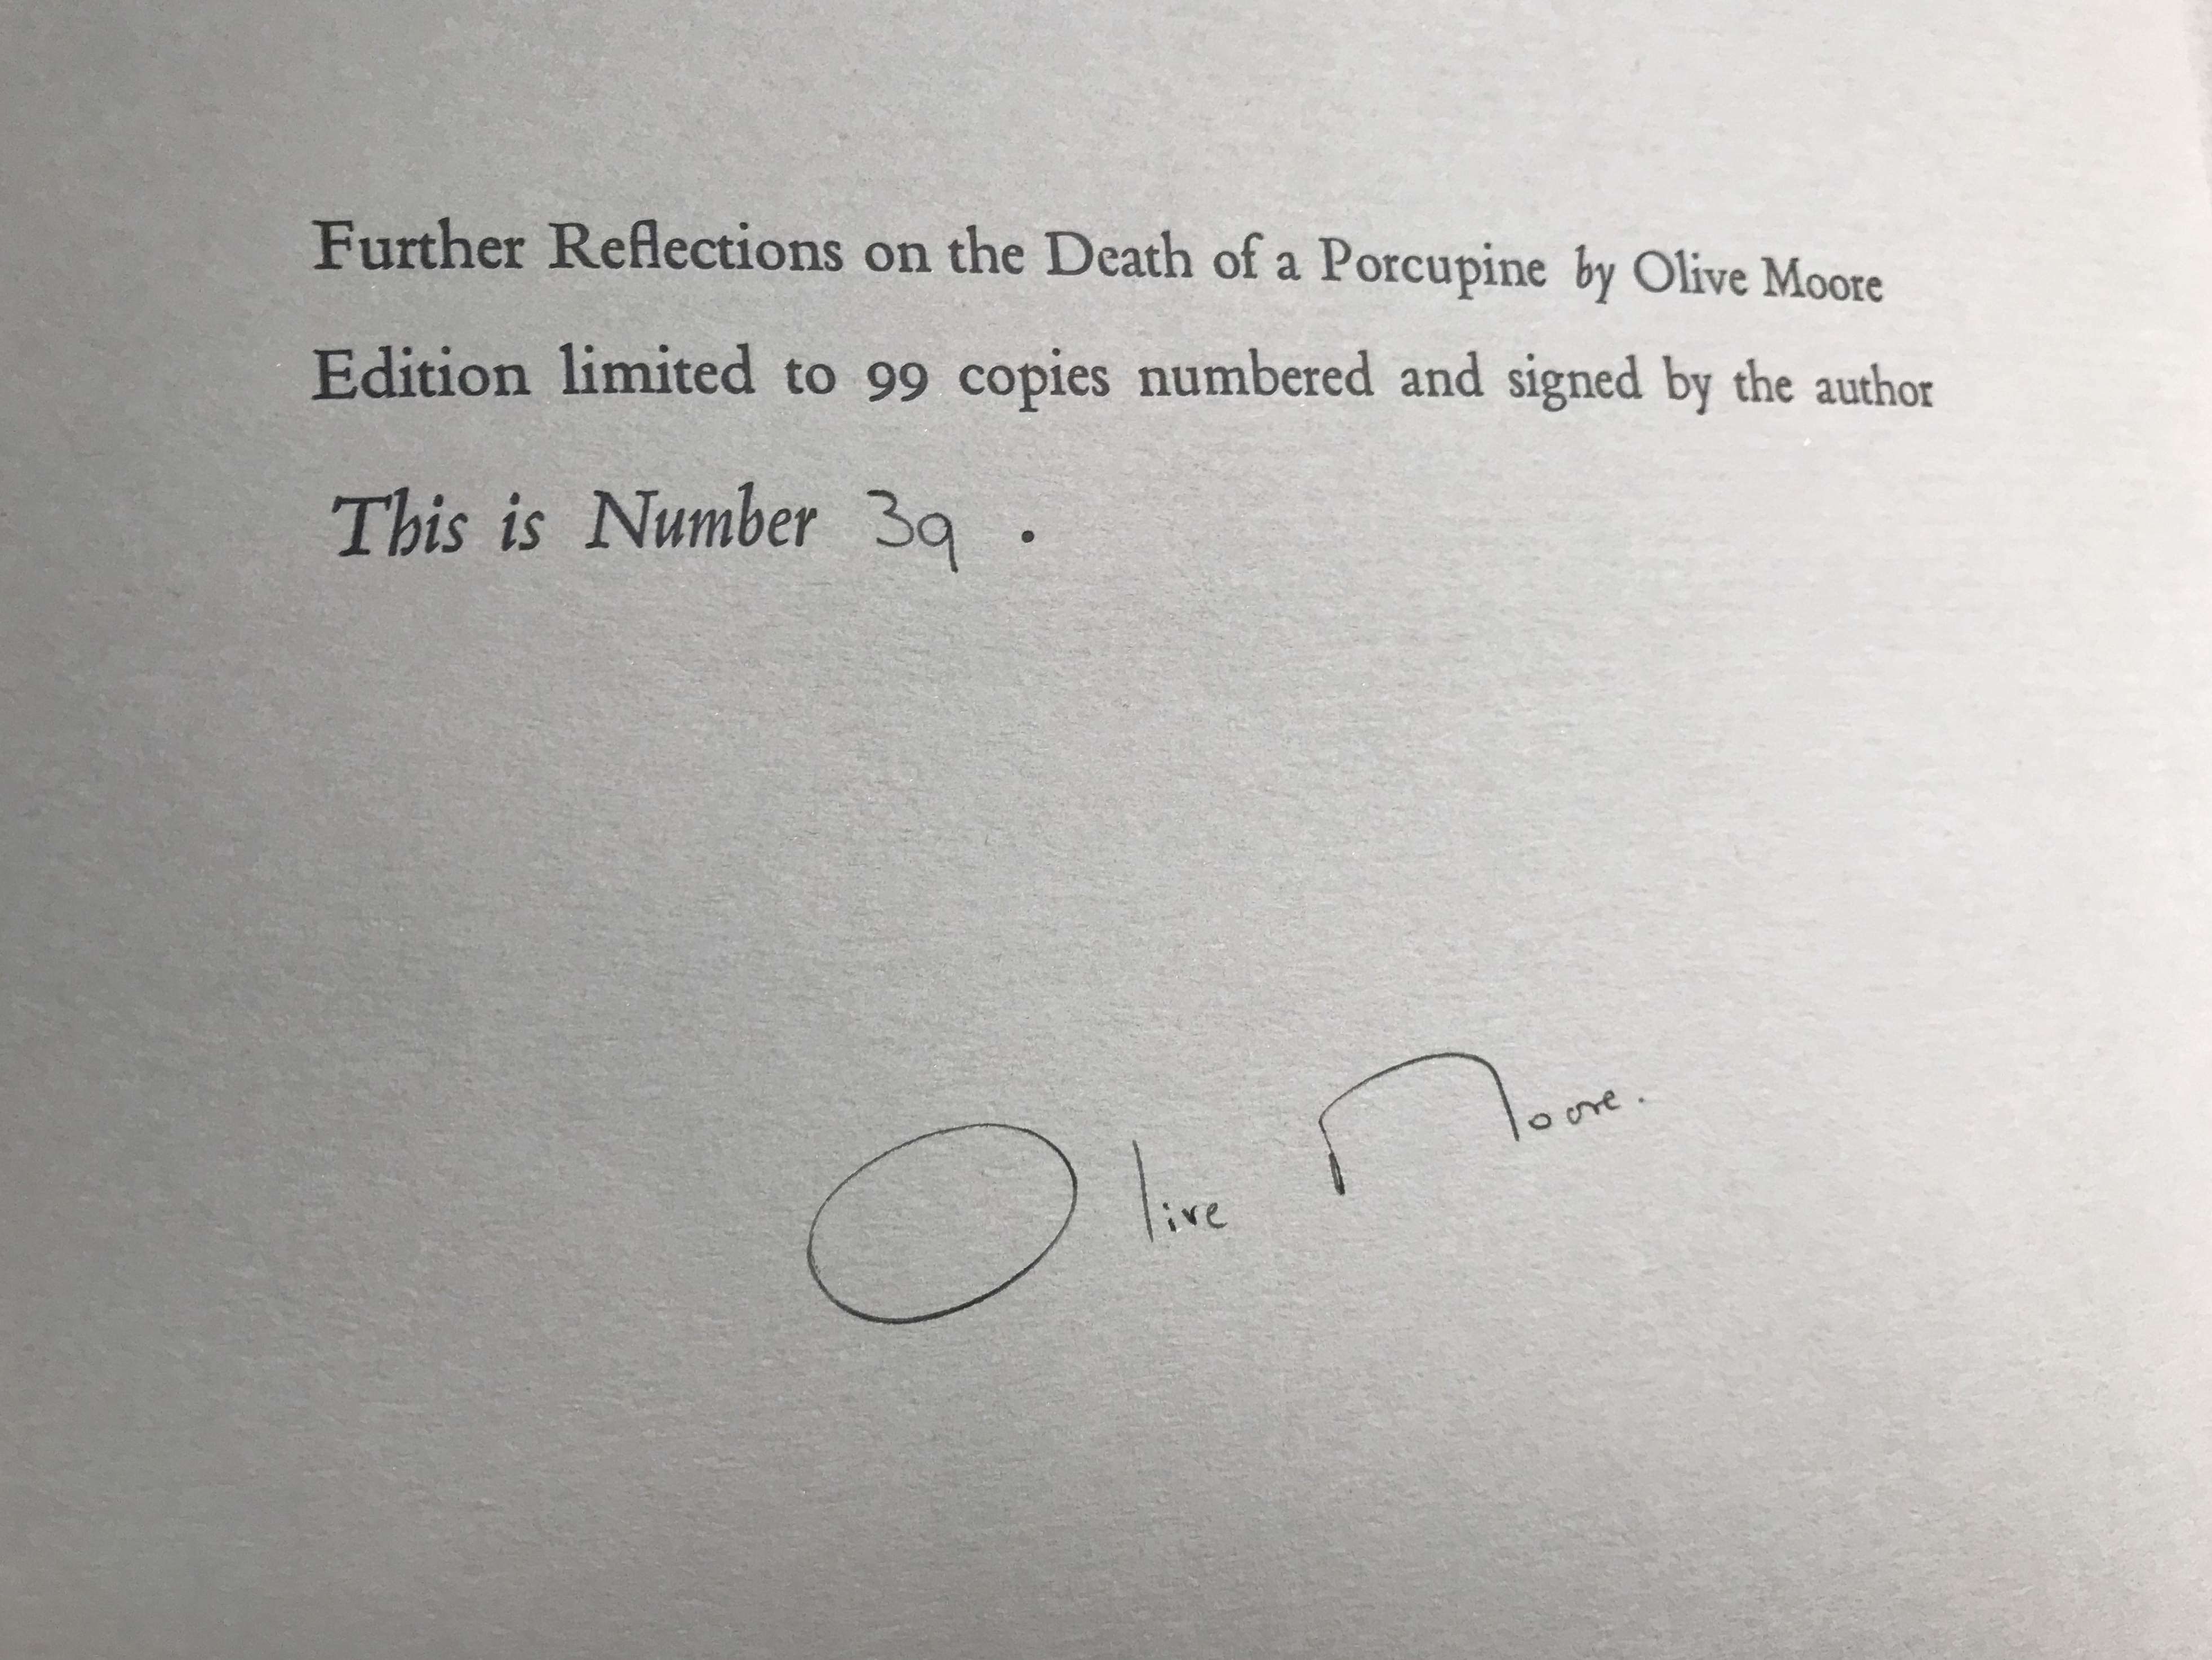 Further Reflections on the Death of a Porcupine by Olive Moore
Edition limited to 99 copies numbered and signed by the author
This is Number 39 .
Olive Moore.